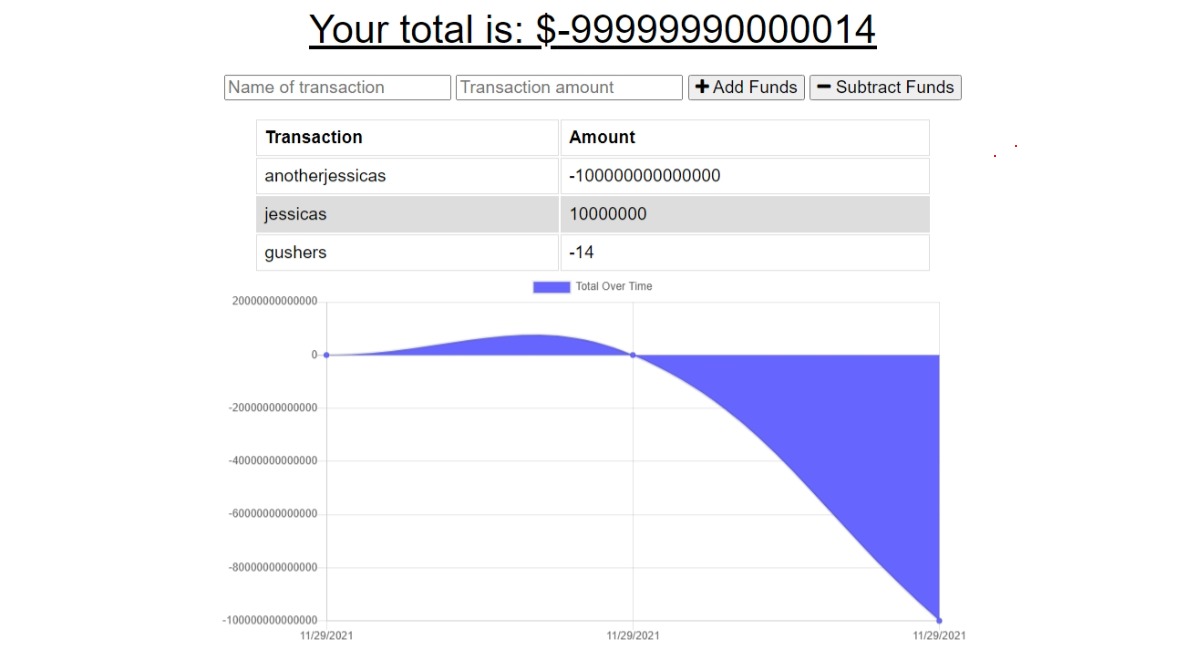 Your total is: $-99999990000014
Name of transaction Transaction amount Add Funds Subtract Funds
Transaction Amount
anotherjessicas -100000000000000
jessicas 10000000
gushers -14
Total Over Time
20000000000000
0
-20000000000000
-40000000000000
-60000000000000
-80000000000000
-100000000000000
11/29/2021 11/29/2021 11/29/2021